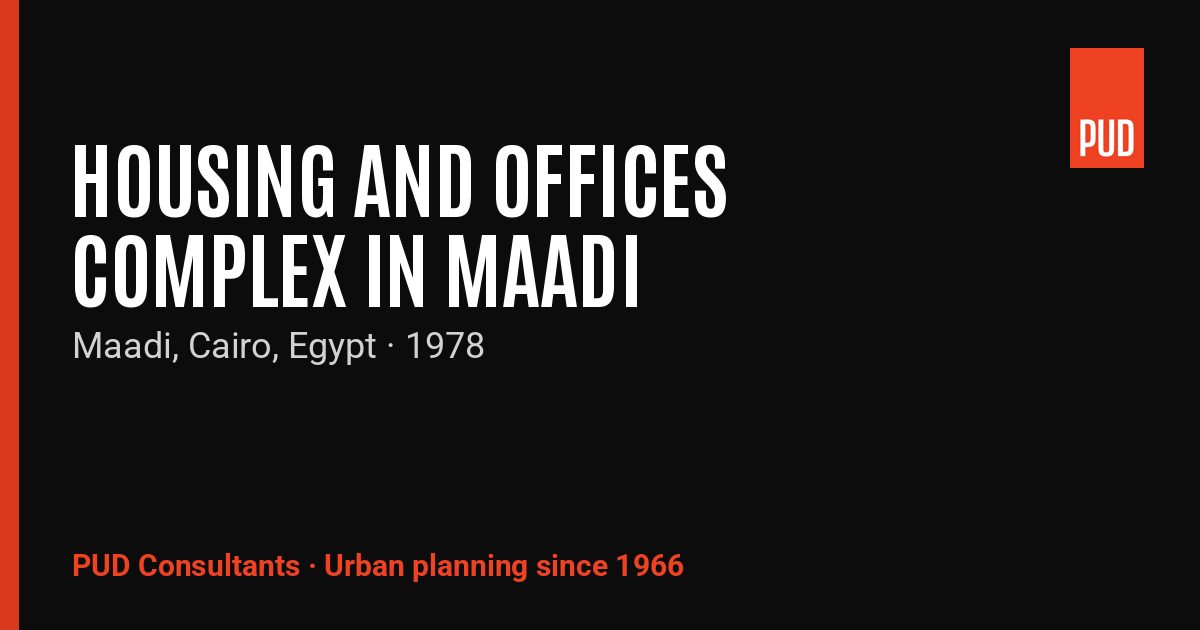 PUD
HOUSING AND OFFICES
COMPLEX IN MAADI
Maadi, Cairo, Egypt · 1978
PUD Consultants · Urban planning since 1966